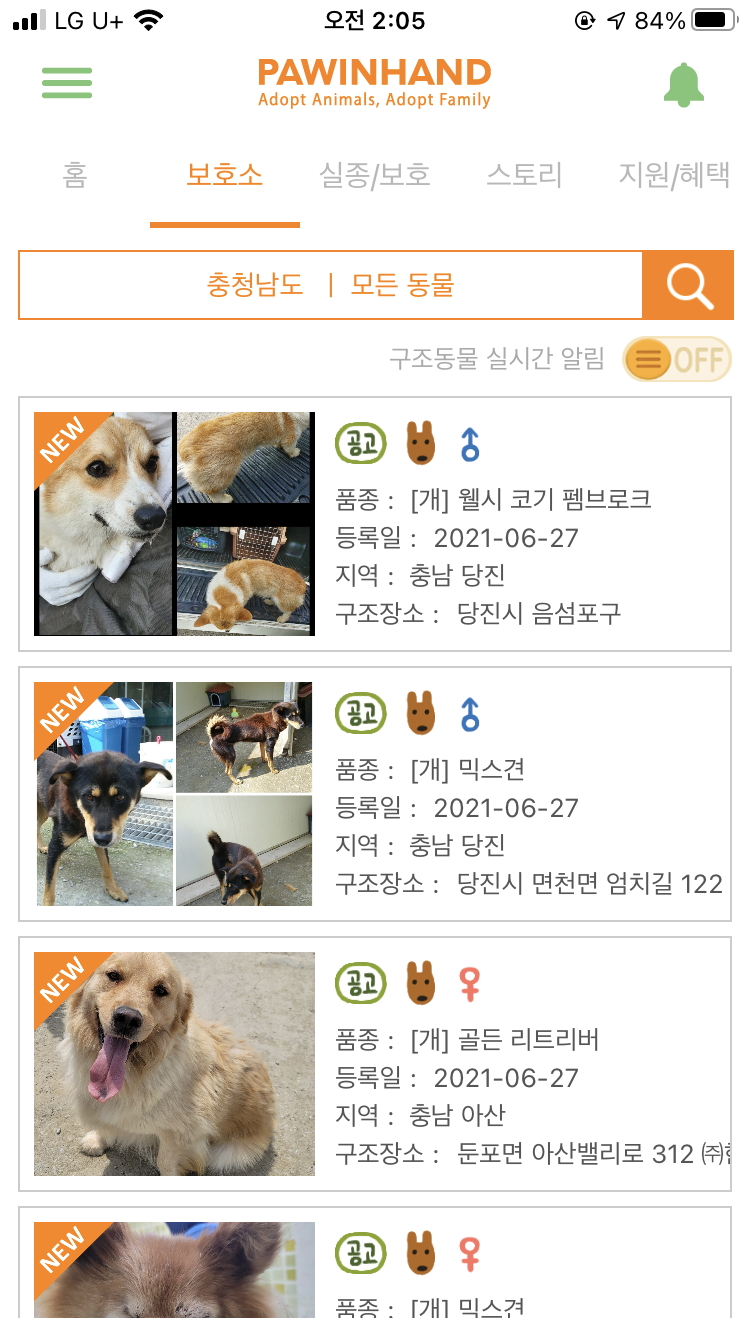 LG U+ 오전 2:05 84%
PAWINHAND
Adopt Animals, Adopt Family
홈 보호소 실종/보호 스토리 지원/혜택
충청남도 | 모든 동물
구조동물 실시간 알림 OFF
NEW
공고
품종 : [개] 웰시 코기 펨브로크
등록일 : 2021-06-27
지역 : 충남 당진
구조장소 : 당진시 음섬포구
NEW
공고
품종 : [개] 믹스견
등록일 : 2021-06-27
지역 : 충남 당진
구조장소 : 당진시 면천면 엄치길 122
NEW
공고
품종 : [개] 골든 리트리버
등록일 : 2021-06-27
지역 : 충남 아산
구조장소 : 둔포면 아산밸리로 312 ㈜
NEW
공고
품종 : [개] 믹스견